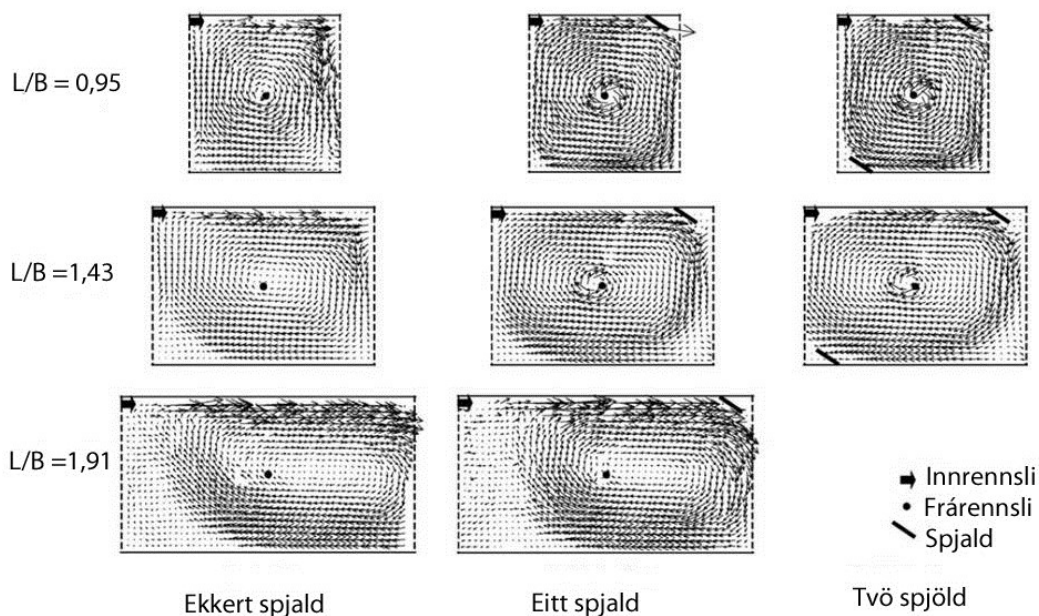 L/B = 0,95
L/B =1,43
L/B =1,91
Innrennsli
Frárennsli
Spjald
Ekkert spjald
Eitt spjald
Tvö spjöld